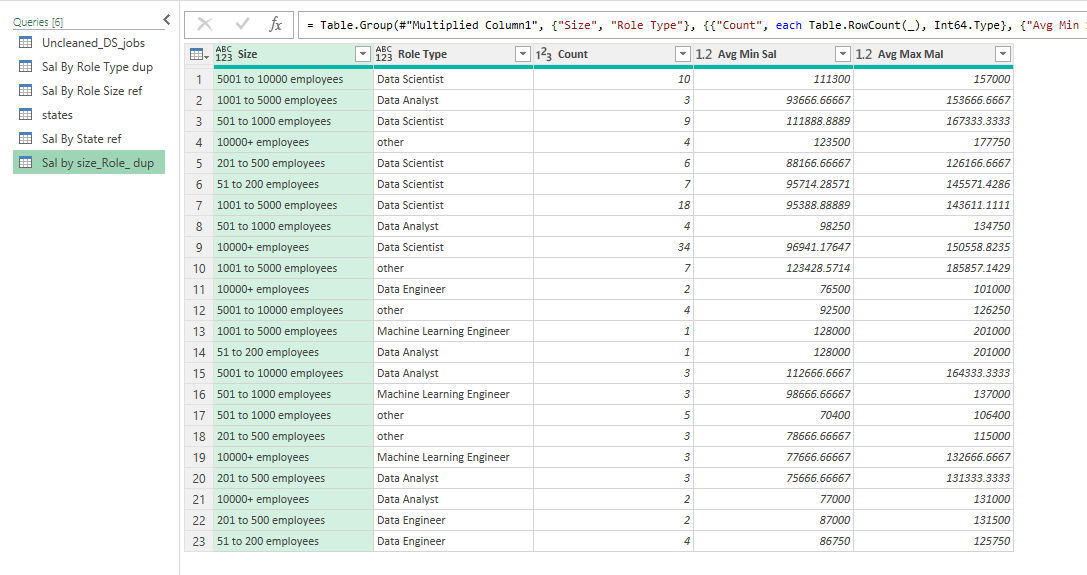 Queries [6]
Uncleaned_DS_jobs
Sal By Role Type dup
Sal By Role Size ref
states
Sal By State ref
Sal by size_Role_ dup
fx = Table.Group(#"Multiplied Column1", {"Size", "Role Type"}, {{"Count", each Table.RowCount(_), Int64.Type}, {"Avg Min
ABC 123 Size ABC 123 Role Type 1 2 3 Count 1.2 Avg Min Sal 1.2 Avg Max Mal
1 5001 to 10000 employees Data Scientist 10 111300 157000
2 1001 to 5000 employees Data Analyst 3 93666.66667 153666.6667
3 501 to 1000 employees Data Scientist 9 111888.8889 167333.3333
4 10000+ employees other 4 123500 177750
5 201 to 500 employees Data Scientist 6 88166.66667 126166.6667
6 51 to 200 employees Data Scientist 7 95714.28571 145571.4286
7 1001 to 5000 employees Data Scientist 18 95388.88889 143611.1111
8 501 to 1000 employees Data Analyst 4 98250 134750
9 10000+ employees Data Scientist 34 96941.17647 150558.8235
10 1001 to 5000 employees other 7 123428.5714 185857.1429
11 10000+ employees Data Engineer 2 76500 101000
12 5001 to 10000 employees other 4 92500 126250
13 1001 to 5000 employees Machine Learning Engineer 1 128000 201000
14 51 to 200 employees Data Analyst 1 128000 201000
15 5001 to 10000 employees Data Analyst 3 112666.6667 164333.3333
16 501 to 1000 employees Machine Learning Engineer 3 98666.66667 137000
17 501 to 1000 employees other 5 70400 106400
18 201 to 500 employees other 3 78666.66667 115000
19 10000+ employees Machine Learning Engineer 3 77666.66667 132666.6667
20 201 to 500 employees Data Analyst 3 75666.66667 131333.3333
21 10000+ employees Data Analyst 2 77000 131000
22 201 to 500 employees Data Engineer 2 87000 131500
23 51 to 200 employees Data Engineer 4 86750 125750